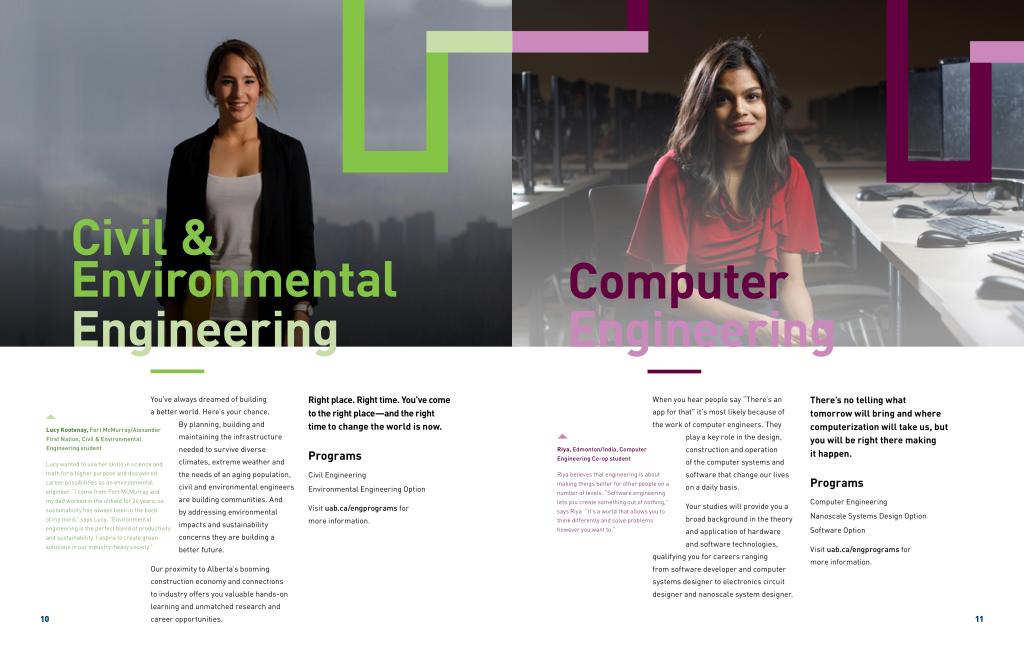 Civil &
Environmental
Engineering
You've always dreamed of building
a better world. Here's your chance.
By planning, building and
maintaining the infrastructure
needed to survive diverse
climates, extreme weather and
the needs of an aging population,
civil and environmental engineers
are building communities. And
by addressing environmental
impacts and sustainability
concerns they are building a
better future.
Our proximity to Alberta's booming
construction economy and connections
to industry offers you valuable hands-on
learning and unmatched research and
career opportunities.
Lucy Kootenay, Fort McMurray/Alexander
First Nation, Civil & Environmental
Engineering student
Lucy wanted to use her skills in science and
math for a higher purpose and discovered
career possibilities as an environmental
engineer. "I come from Fort McMurray and
my dad worked in the oilfield for 24 years, so
sustainability has always been in the back
of my mind," says Lucy. "Environmental
engineering is the perfect blend of productivity
and sustainability. I aspire to create green
solutions in our industry-heavy society."
Right place. Right time. You've come
to the right place—and the right
time to change the world is now.
Programs
Civil Engineering
Environmental Engineering Option
Visit uab.ca/engprograms for
more information.
10
Computer
Engineering
When you hear people say "There's an
app for that" it's most likely because of
the work of computer engineers. They
play a key role in the design,
construction and operation
of the computer systems and
software that change our lives
on a daily basis.
Your studies will provide you a
broad background in the theory
and application of hardware
and software technologies,
qualifying you for careers ranging
from software developer and computer
systems designer to electronics circuit
designer and nanoscale system designer.
Riya, Edmonton/India, Computer
Engineering Co-op student
Riya believes that engineering is about
making things better for other people on a
number of levels. "Software engineering
lets you create something out of nothing,"
says Riya. "It's a world that allows you to
think differently and solve problems
however you want to."
There's no telling what
tomorrow will bring and where
computerization will take us, but
you will be right there making
it happen.
Programs
Computer Engineering
Nanoscale Systems Design Option
Software Option
Visit uab.ca/engprograms for
more information.
11